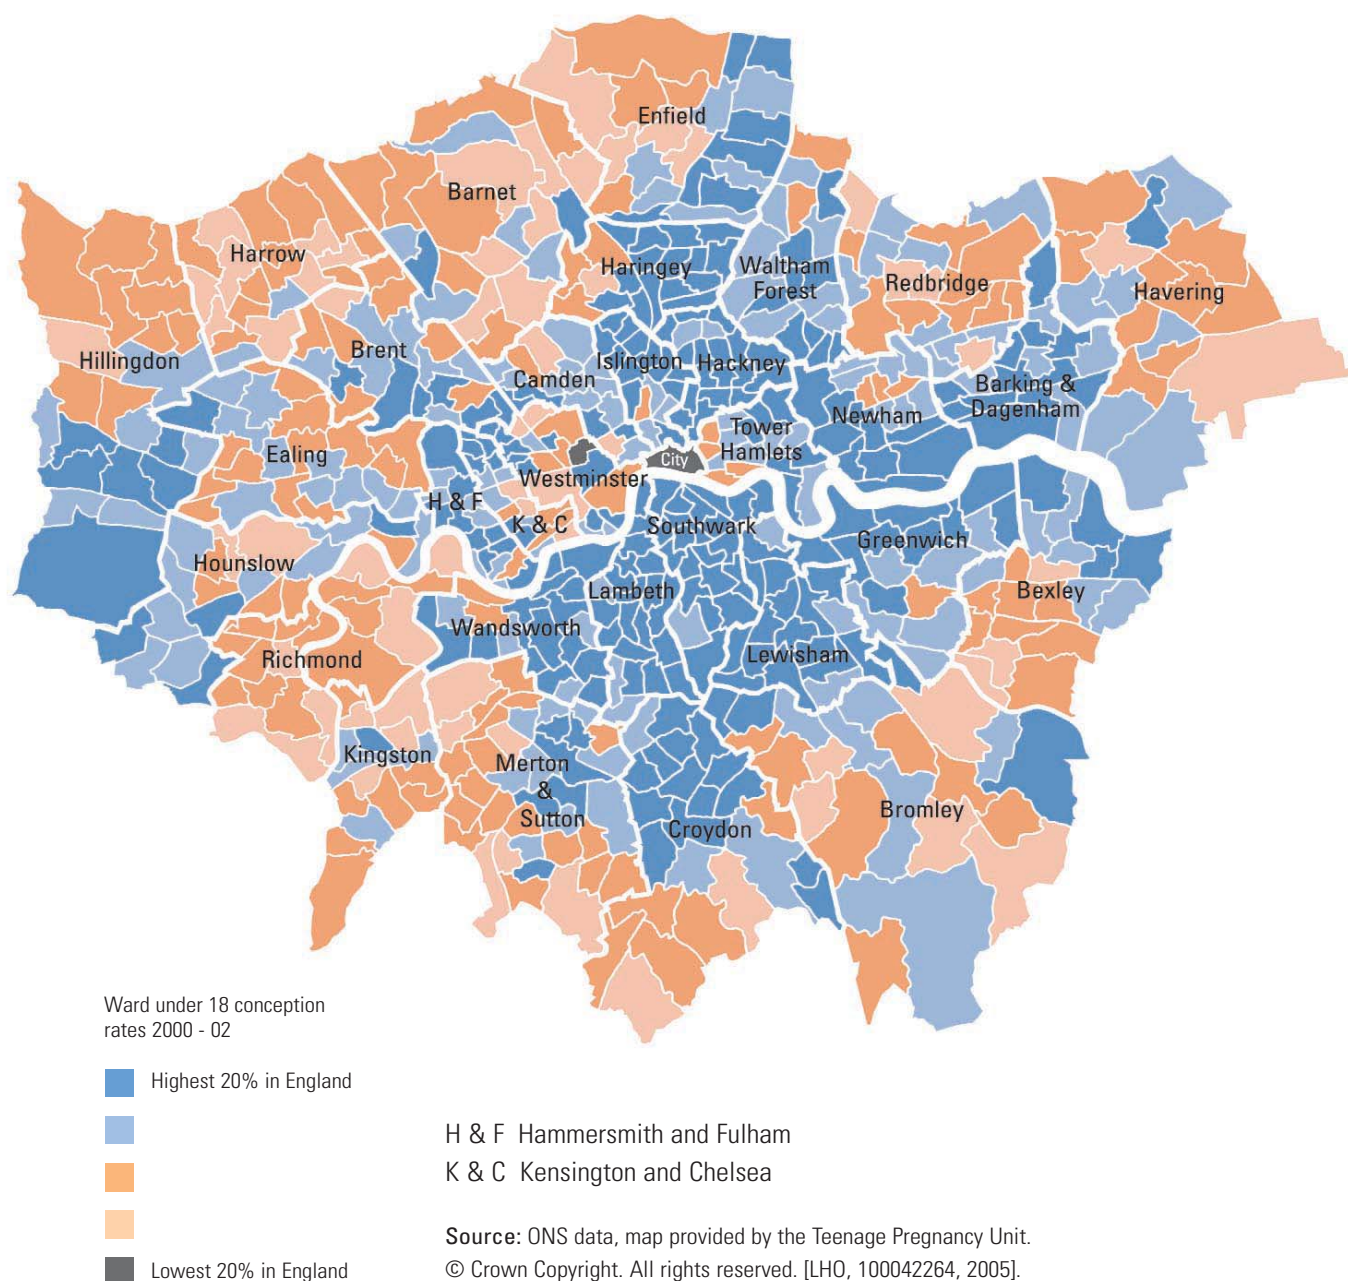 Enfield
Barnet
Harrow
Haringey
Waltham
Forest
Redbridge
Havering
Hillingdon
Brent
Camden
Islington
Hackney
Barking &
Dagenham
Newham
Tower
Hamlets
Ealing
City
Westminster
H & F
K & C
Southwark
Greenwich
Hounslow
Lambeth
Bexley
Wandsworth
Richmond
Lewisham
Kingston
Merton
&
Sutton
Croydon
Bromley
Ward under 18 conception
rates 2000 - 02
Highest 20% in England
Lowest 20% in England
H & F Hammersmith and Fulham
K & C Kensington and Chelsea
Source: ONS data, map provided by the Teenage Pregnancy Unit.
© Crown Copyright. All rights reserved. [LHO, 100042264, 2005].